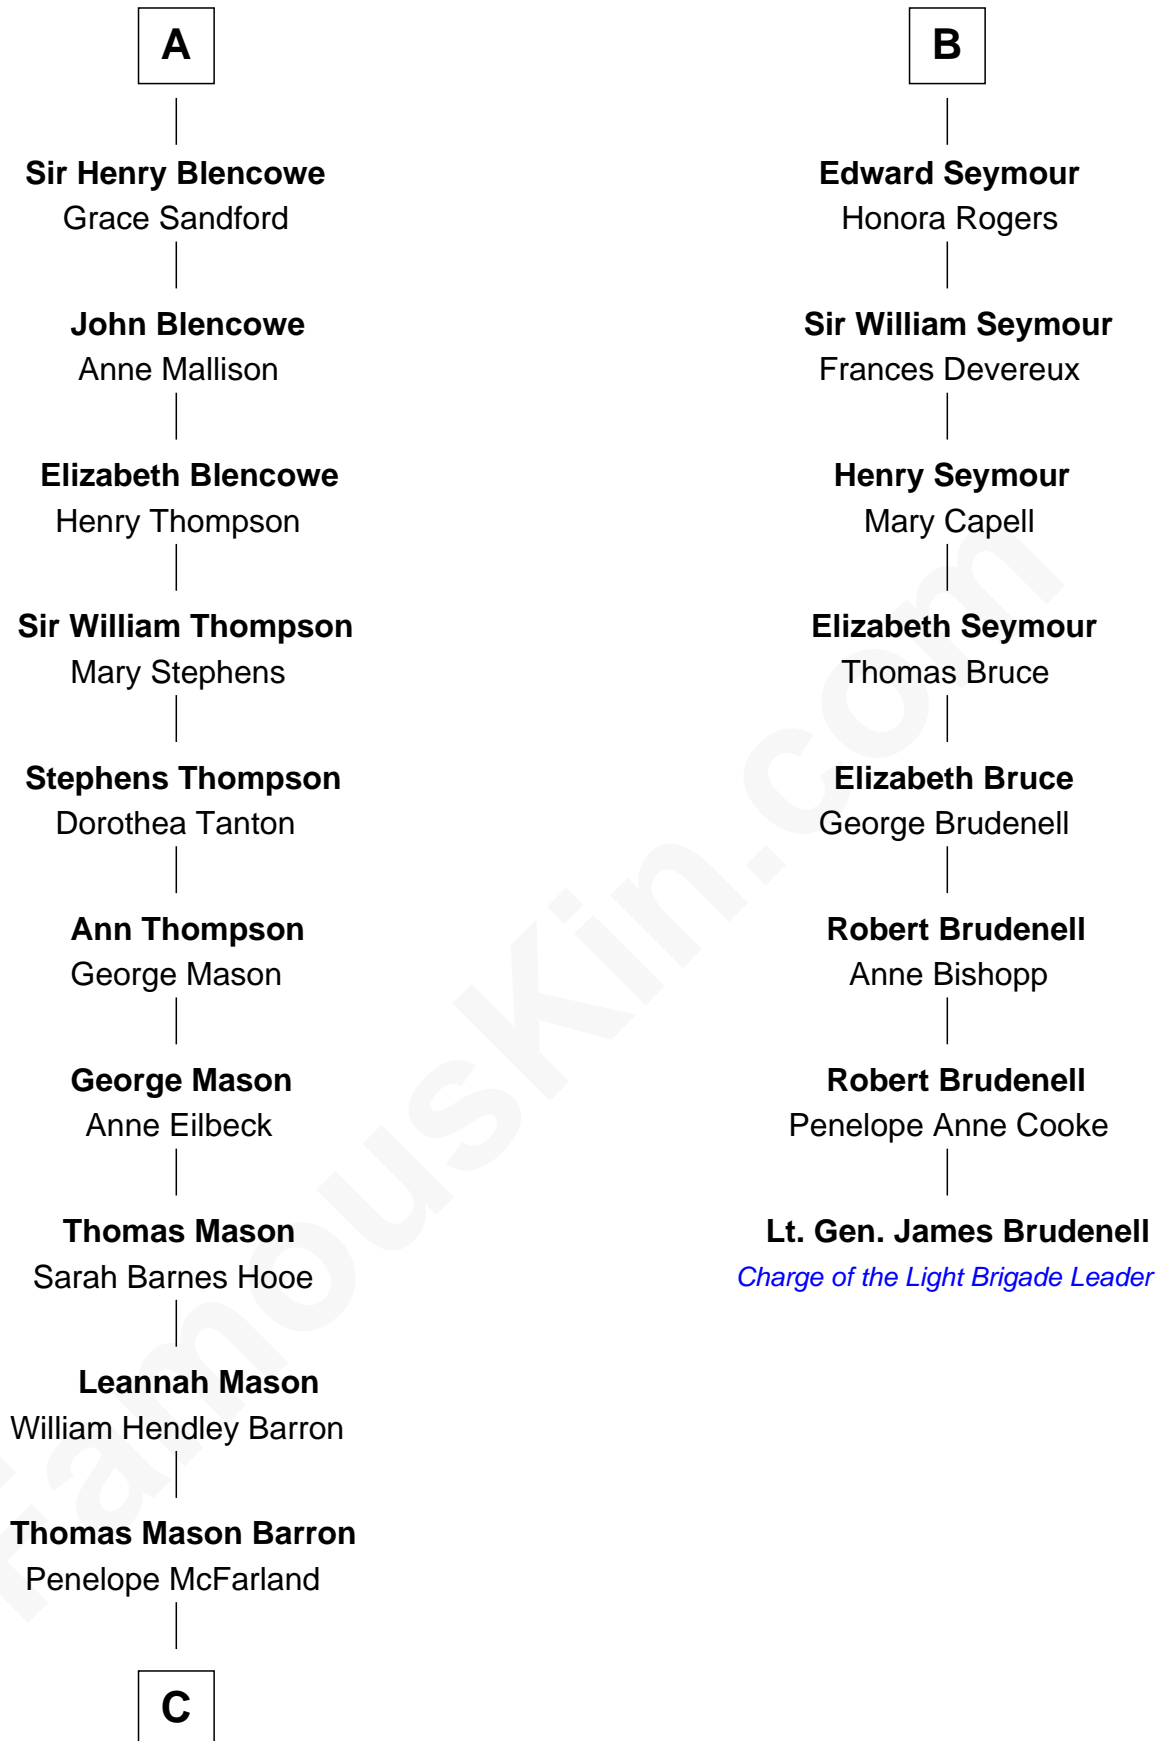 A
Sir Henry Blencowe
Grace Sandford
John Blencowe
Anne Mallison
Elizabeth Blencowe
Henry Thompson
Sir William Thompson
Mary Stephens
Stephens Thompson
Dorothea Tanton
Ann Thompson
George Mason
George Mason
Anne Eilbeck
Thomas Mason
Sarah Barnes Hooe
Leannah Mason
William Hendley Barron
Thomas Mason Barron
Penelope McFarland
C
B
Edward Seymour
Honora Rogers
Sir William Seymour
Frances Devereux
Henry Seymour
Mary Capell
Elizabeth Seymour
Thomas Bruce
Elizabeth Bruce
George Brudenell
Robert Brudenell
Anne Bishopp
Robert Brudenell
Penelope Anne Cooke
Lt. Gen. James Brudenell
Charge of the Light Brigade Leader
FamousKin.com